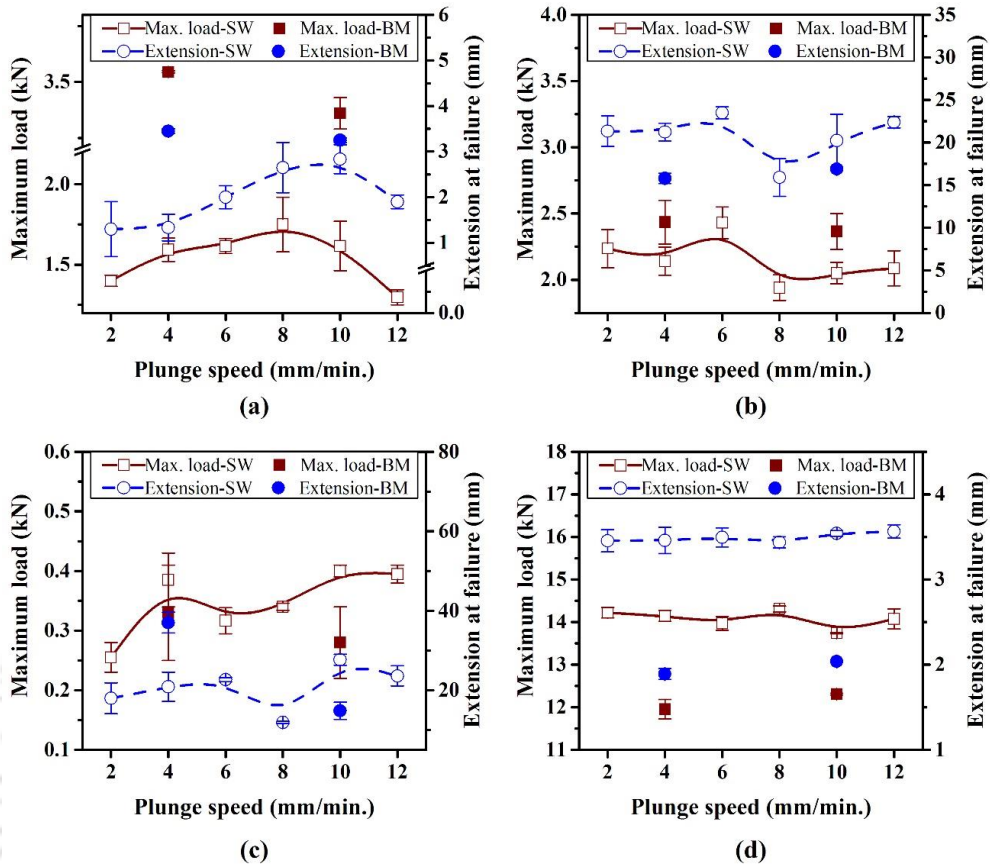 Max. load-SW Max. load-BM
Extension-SW Extension-BM
Maximum load (kN)
3.5
2.0
1.5
6
5
4
3
2
1
0.0
Extension at failure (mm)
2 4 6 8 10 12
Plunge speed (mm/min.)
(a)
Max. load-SW Max. load-BM
Extension-SW Extension-BM
Maximum load (kN)
4.0
3.5
3.0
2.5
2.0
35
30
25
20
15
10
5
0
Extension at failure (mm)
2 4 6 8 10 12
Plunge speed (mm/min.)
(b)
Max. load-SW Max. load-BM
Extension-SW Extension-BM
Maximum load (kN)
0.6
0.5
0.4
0.3
0.2
0.1
80
60
40
20
Extension at failure (mm)
2 4 6 8 10 12
Plunge speed (mm/min.)
(c)
Max. load-SW Max. load-BM
Extension-SW Extension-BM
Maximum load (kN)
18
17
16
15
14
13
12
11
4
3
2
1
Extension at failure (mm)
2 4 6 8 10 12
Plunge speed (mm/min.)
(d)